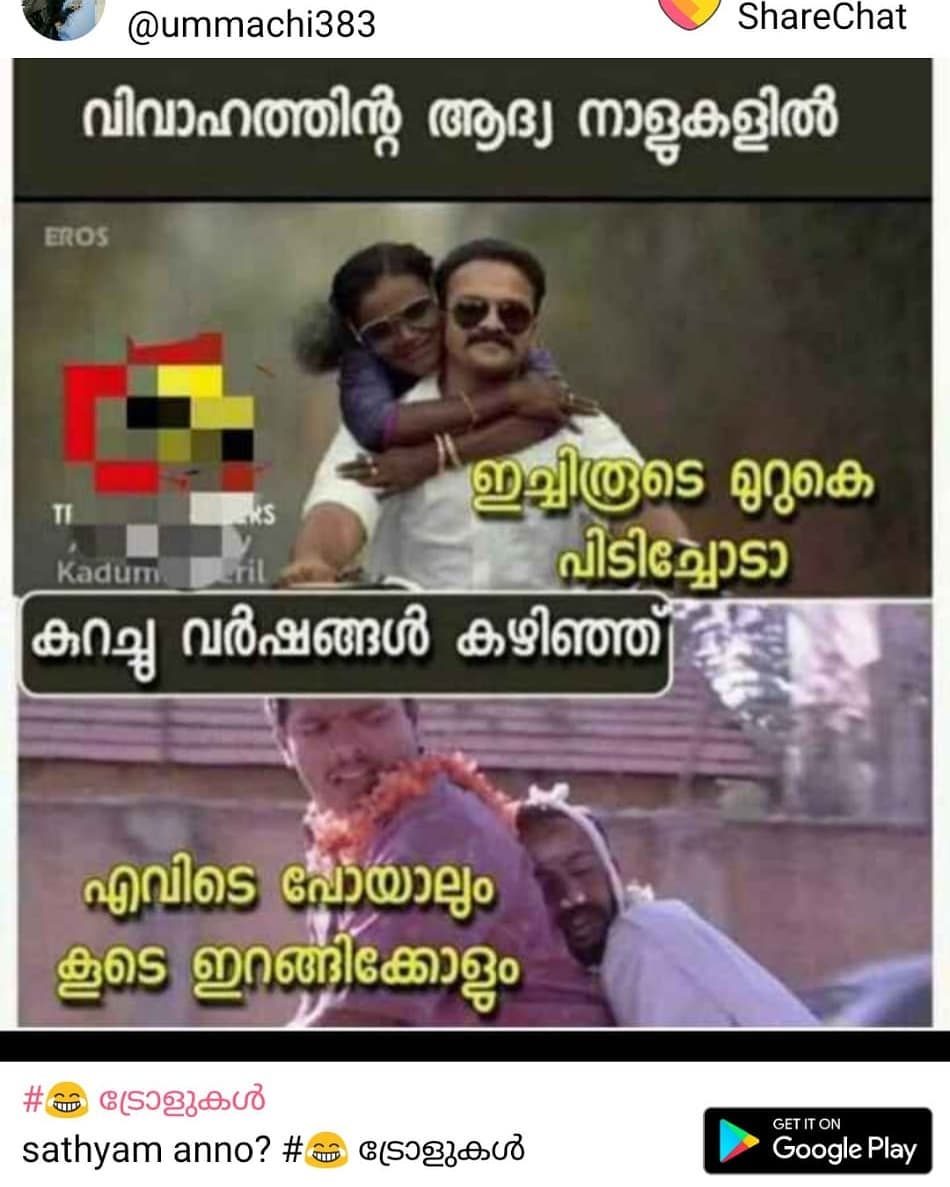 @ummachi383
ShareChat
വിവാഹത്തിന്റ ആദ്യ നാളുകളിൽ
EROS
ഇച്ചിരൂടെ മുറുകെ
പിടിച്ചോടാ
കുറച്ചു വർഷങ്ങൾ കഴിഞ്ഞ്
എവിടെ പോയാലും
കൂടെ ഇറങ്ങിക്കോളും
#😂 ട്രോളുകൾ
sathyam anno? #😂 ട്രോളുകൾ
GET IT ON
Google Play